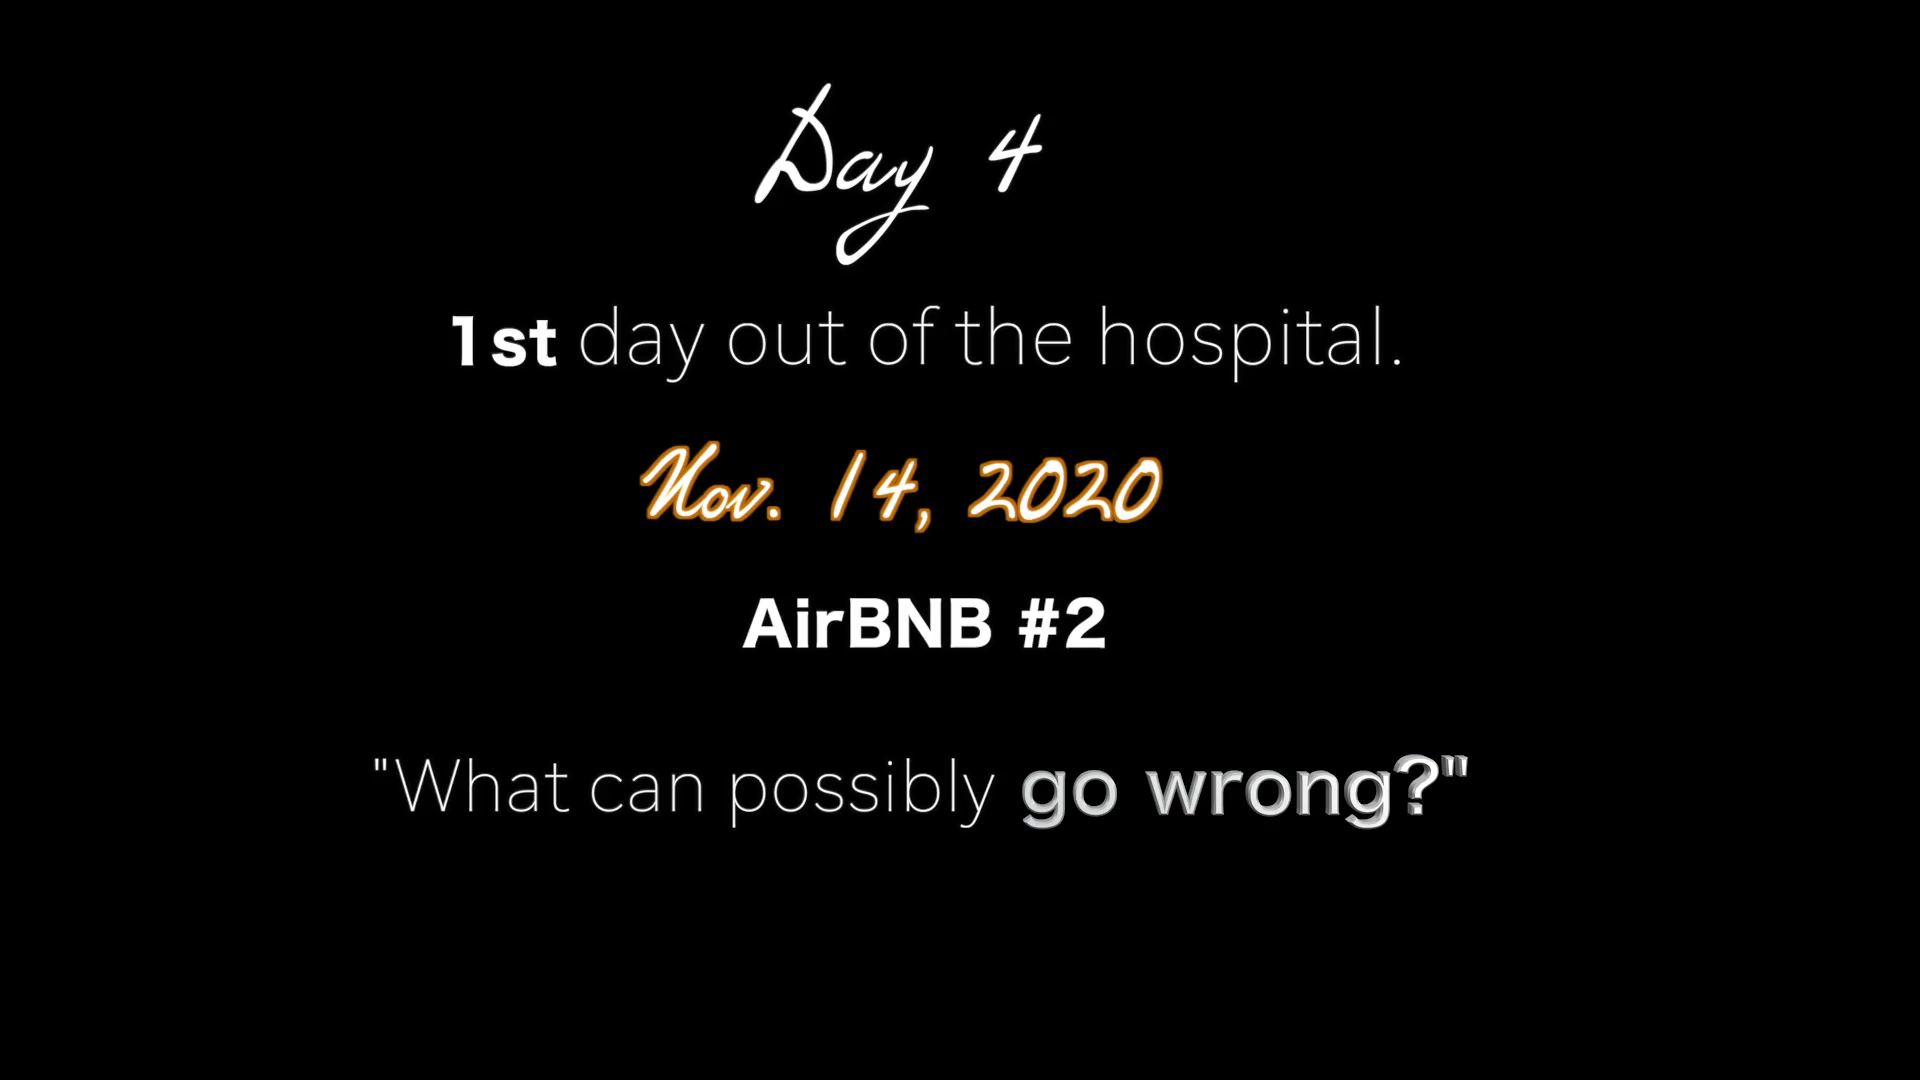 Day 4
1st day out of the hospital.
Nov. 14, 2020
AirBNB #2
"What can possibly go wrong?"